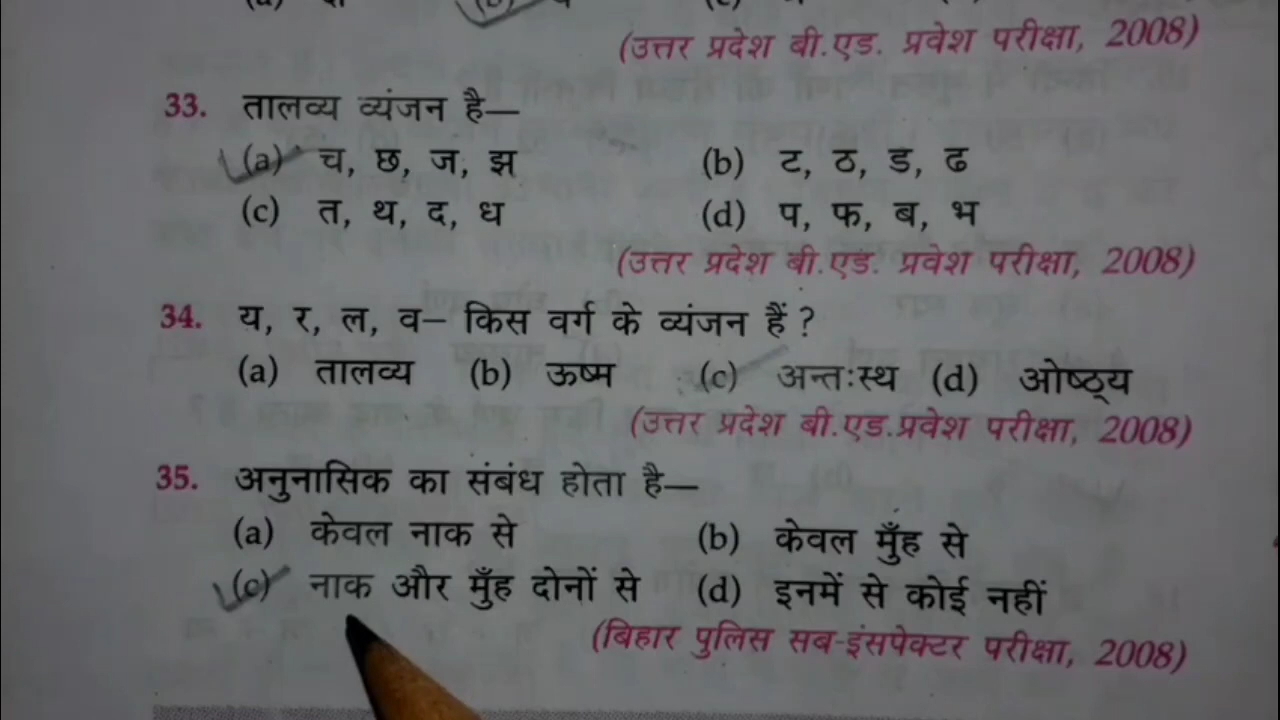 (b)
(उत्तर प्रदेश बी.एड. प्रवेश परीक्षा, 2008)
33. तालव्य व्यंजन है—
(a) च, छ, ज, झ (b) ट, ठ, ड, ढ
(c) त, थ, द, ध (d) प, फ, ब, भ
(उत्तर प्रदेश बी.एड. प्रवेश परीक्षा, 2008)
34. य, र, ल, व– किस वर्ग के व्यंजन हैं ?
(a) तालव्य (b) ऊष्म (c) अन्तःस्थ (d) ओष्ठ्य
(उत्तर प्रदेश बी.एड.प्रवेश परीक्षा, 2008)
35. अनुनासिक का संबंध होता है—
(a) केवल नाक से (b) केवल मुँह से
(c) नाक और मुँह दोनों से (d) इनमें से कोई नहीं
(बिहार पुलिस सब-इंसपेक्टर परीक्षा, 2008)